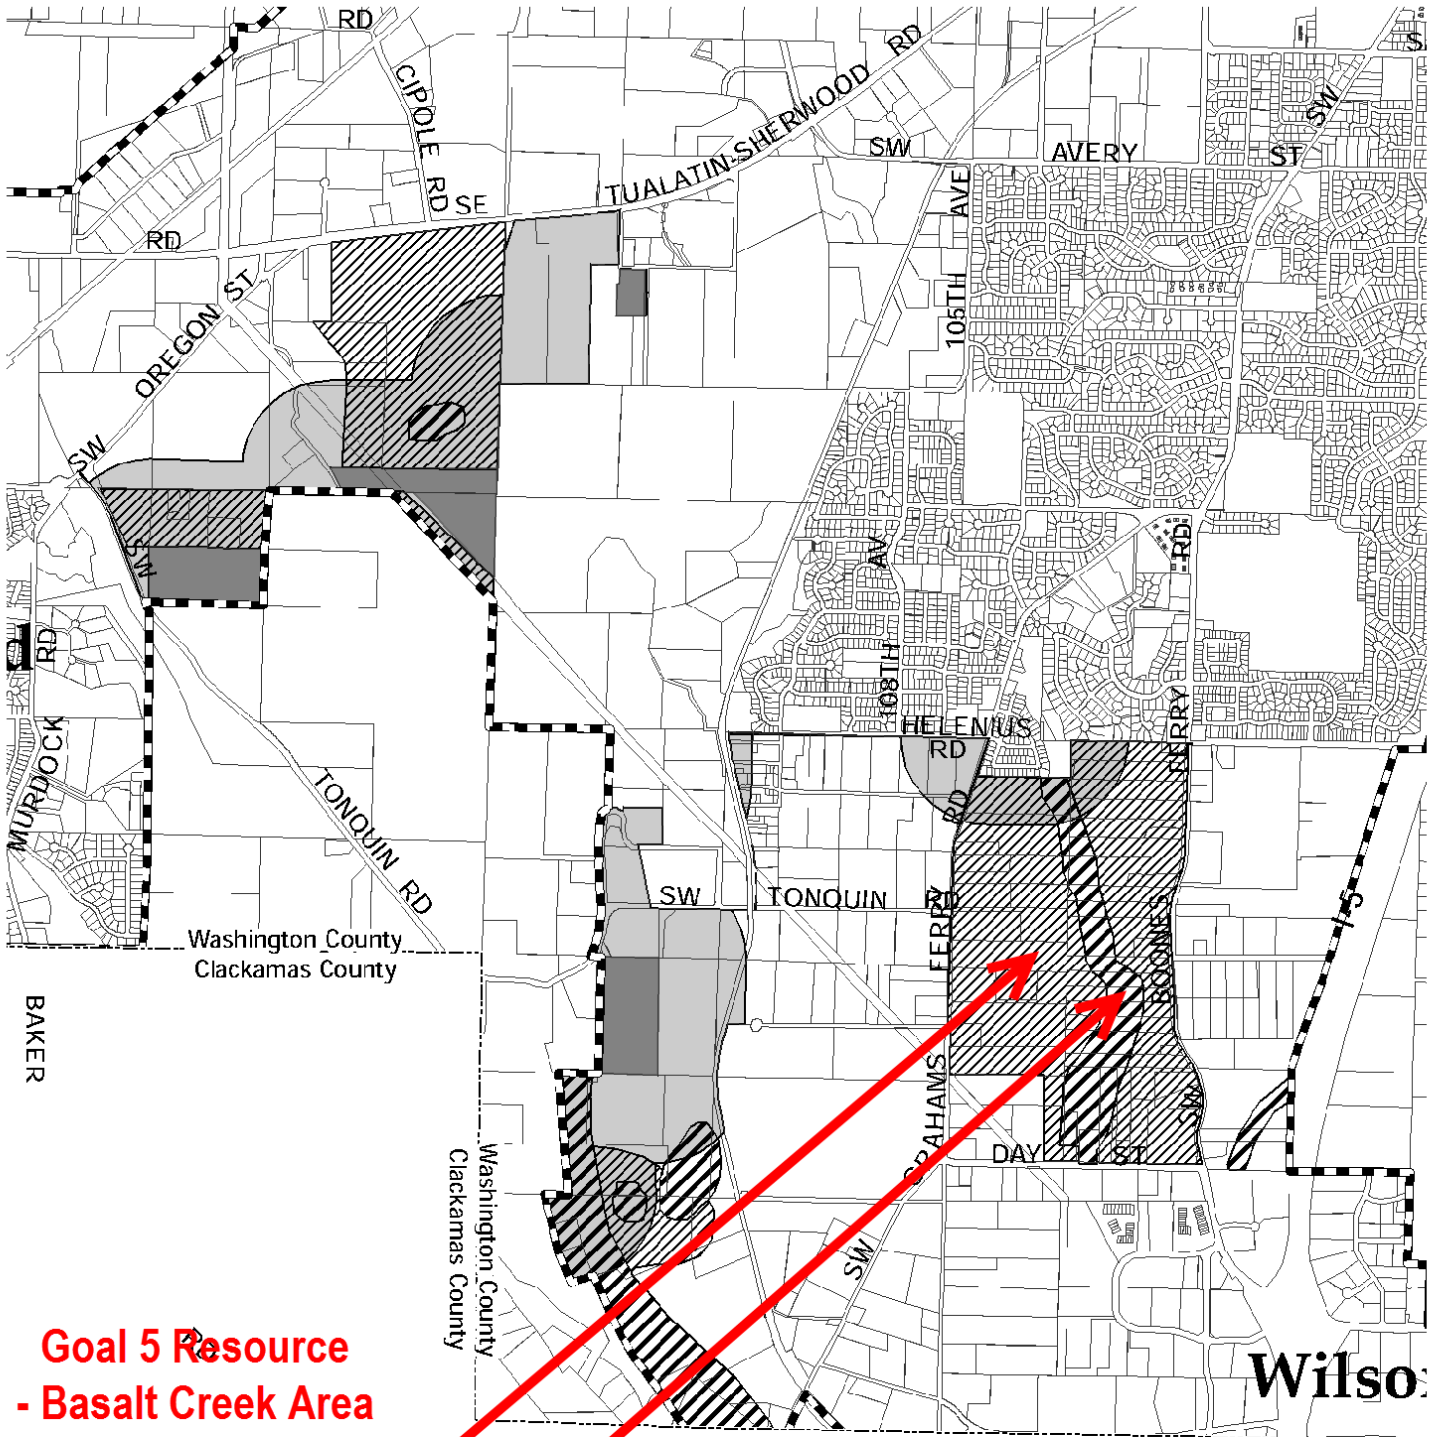 RD
S
CIPOLE RD
TUALATIN-SHERWOOD RD
SW
SW
AVERY
ST
SE
AVE
RD
105TH
OREGON ST
SW
SW
AV
RD
RD
108TH
HELENIUS
RD
FERRY
MURDOCK
TONQUIN RD
RD
SW
TONQUIN
RD
FERRY
BOONES
I-5
Washington County
Clackamas County
BAKER
GRAHAMS
SW
DAY
ST
Washington County
Clackamas County
SW
RD
Goal 5 Resource
- Basalt Creek Area
Wilso